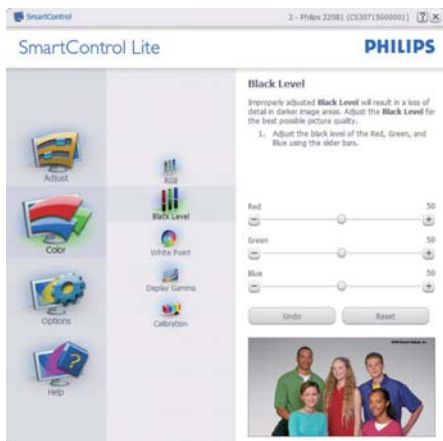 SmartControl
2 - Philips 225B1 (CS30715000001)
SmartControl Lite
PHILIPS
Adjust
Color
Options
Help
RGB
Black Level
White Point
Display Gamma
Calibration
Black Level
Improperly adjusted Black Level will result in a loss of
detail in darker image areas. Adjust the Black Level for
the best possible picture quality.
1. Adjust the black level of the Red, Green, and
Blue using the slider bars.
Red 50
Green 50
Blue 50
Undo Reset